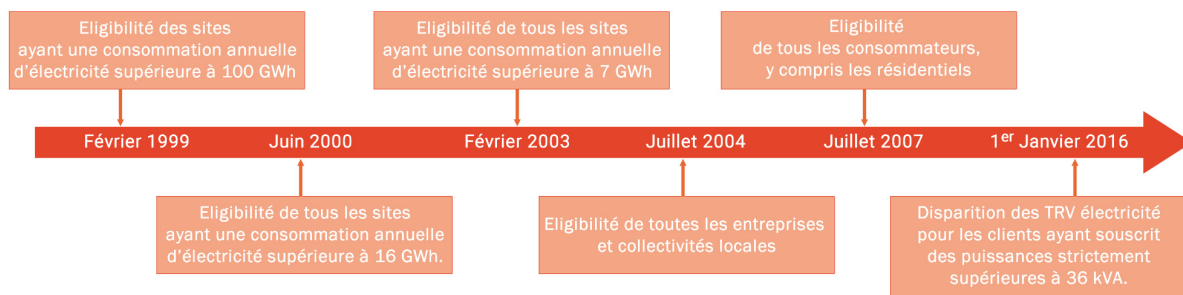 Eligibilité des sites
ayant une consommation annuelle
d'électricité supérieure à 100 GWh
Eligibilité de tous les sites
ayant une consommation annuelle
d'électricité supérieure à 7 GWh
Eligibilité
de tous les consommateurs,
y compris les résidentiels
Février 1999
Juin 2000
Février 2003
Juillet 2004
Juillet 2007
1er Janvier 2016
Eligibilité de tous les sites
ayant une consommation annuelle
d'électricité supérieure à 16 GWh.
Eligibilité de toutes les entreprises
et collectivités locales
Disparition des TRV électricité
pour les clients ayant souscrit
des puissances strictement
supérieures à 36 kVA.